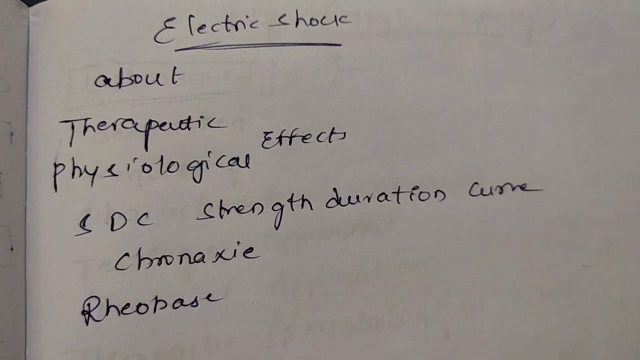 Electric shock
about
Therapeutic
Effects
physiological
SDC strength duration curve
Chronaxie
Rheobase